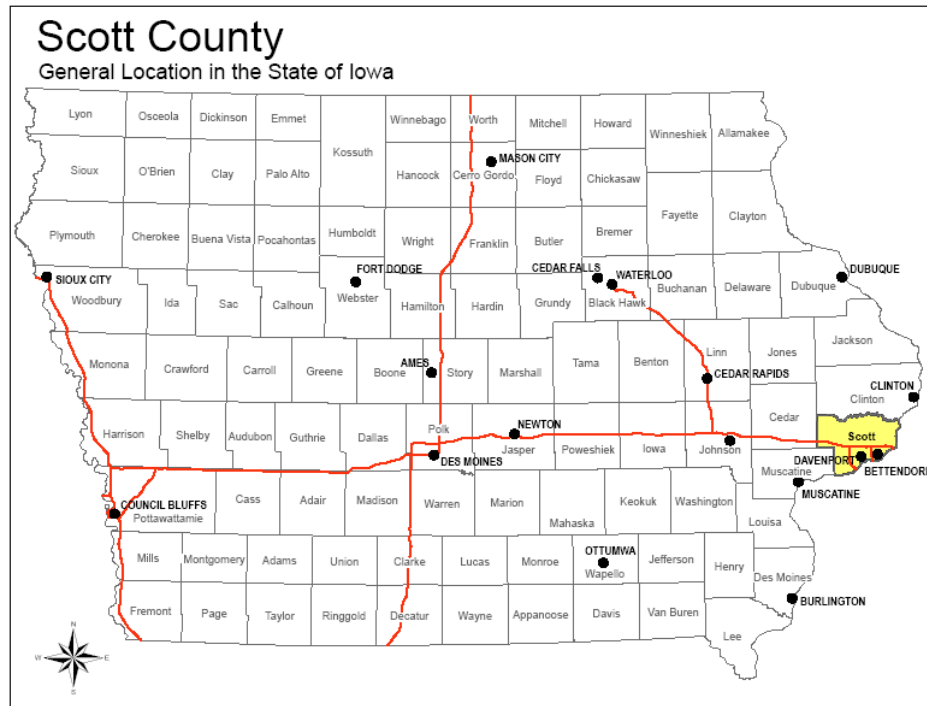 Scott County
General Location in the State of Iowa
Lyon
Osceola
Dickinson
Emmet
Kossuth
Winnebago
Worth
Mitchell
Howard
Winneshiek
Allamakee
Sioux
O'Brien
Clay
Palo Alto
Hancock
MASON CITY
Cerro Gordo
Floyd
Chickasaw
Fayette
Clayton
Plymouth
Cherokee
Buena Vista
Pocahontas
Humboldt
Wright
Franklin
Butler
Bremer
SIOUX CITY
Woodbury
Ida
Sac
Calhoun
FORT DODGE
Webster
Hamilton
Hardin
Grundy
CEDAR FALLS
WATERLOO
Black Hawk
Buchanan
Delaware
Dubuque
DUBUQUE
Monona
Crawford
Carroll
Greene
Boone
AMES
Story
Marshall
Tama
Benton
Linn
CEDAR RAPIDS
Jones
Jackson
CLINTON
Clinton
Harrison
Shelby
Audubon
Guthrie
Dallas
Polk
DES MOINES
NEWTON
Jasper
Poweshiek
Iowa
Johnson
Cedar
Scott
DAVENPORT
BETTENDORF
Muscatine
MUSCATINE
COUNCIL BLUFFS
Pottawattamie
Cass
Adair
Madison
Warren
Marion
Mahaska
Keokuk
Washington
Louisa
Mills
Montgomery
Adams
Union
Clarke
Lucas
Monroe
OTTUMWA
Wapello
Jefferson
Henry
Des Moines
BURLINGTON
Fremont
Page
Taylor
Ringgold
Decatur
Wayne
Appanoose
Davis
Van Buren
Lee
N
W
E
S